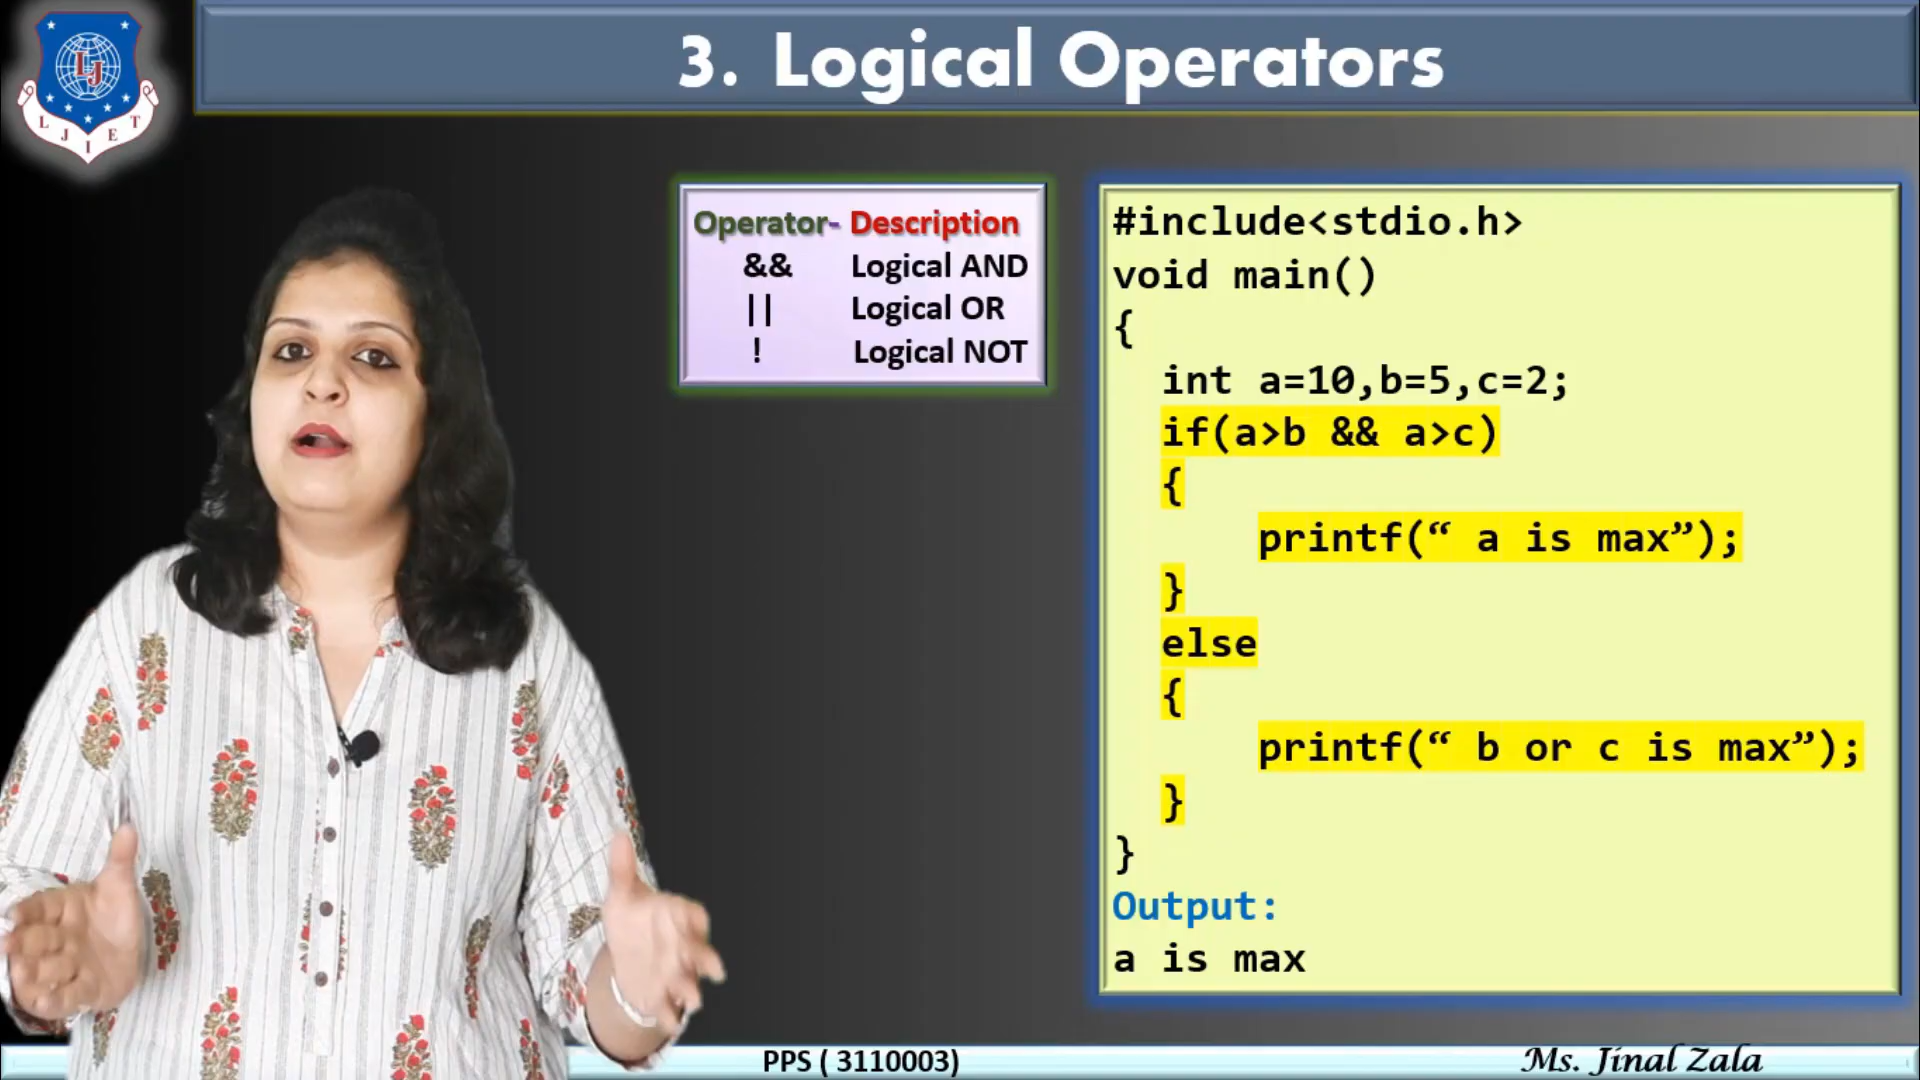 3. Logical Operators
LJ
L J I E T
Operator- Description
&& Logical AND
|| Logical OR
! Logical NOT
#include<stdio.h>
void main()
{
int a=10,b=5,c=2;
if(a>b && a>c)
{
printf(“ a is max”);
}
else
{
printf(“ b or c is max”);
}
}
Output:
a is max
PPS ( 3110003)
Ms. Jinal Zala